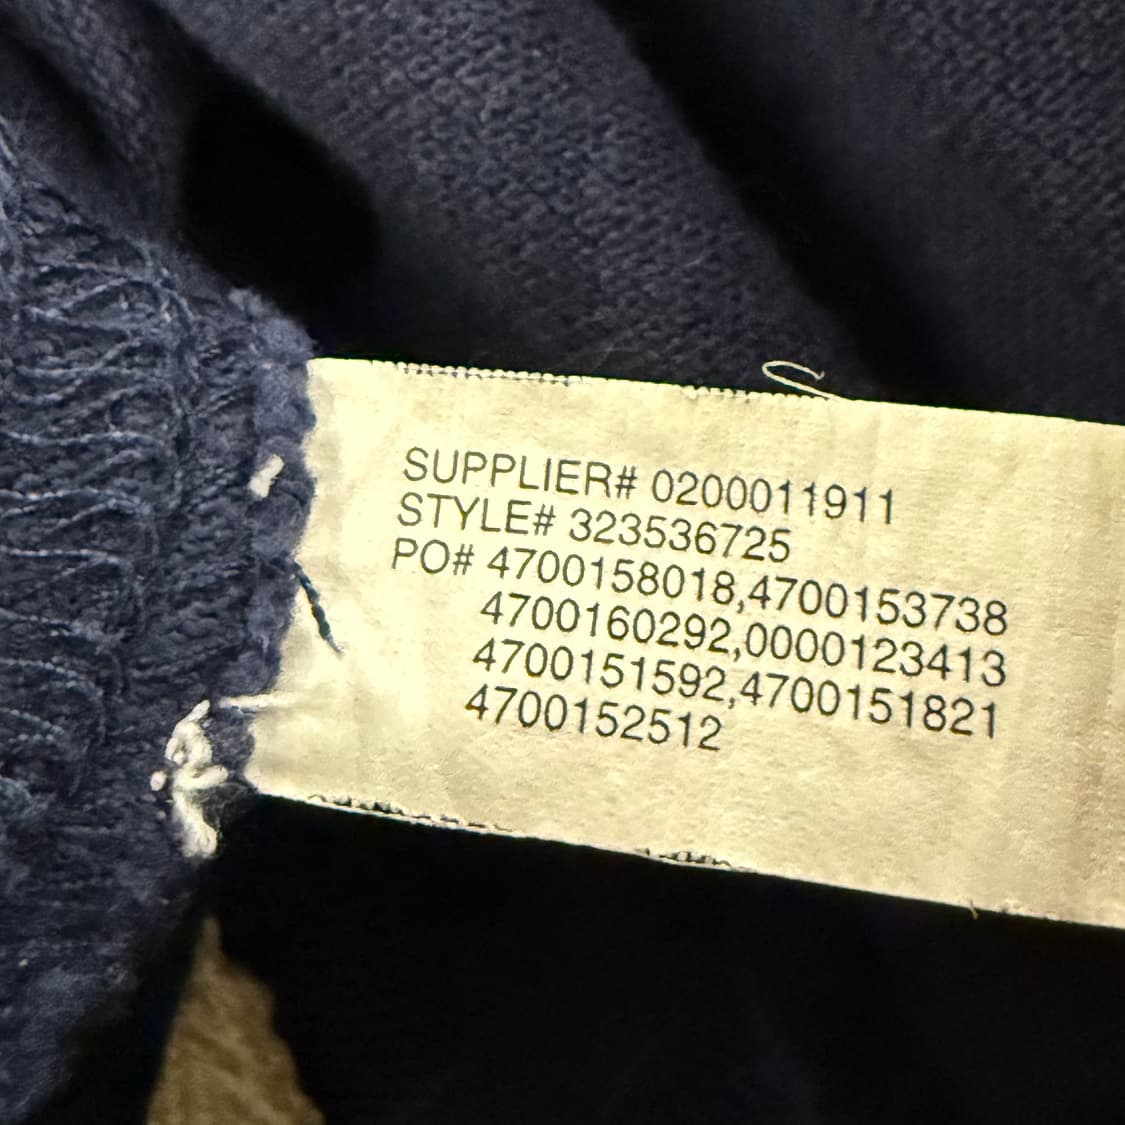 SUPPLIER# 0200011911
STYLE# 323536725
PO# 4700158018,4700153738
4700160292,0000123413
4700151592,4700151821
4700152512